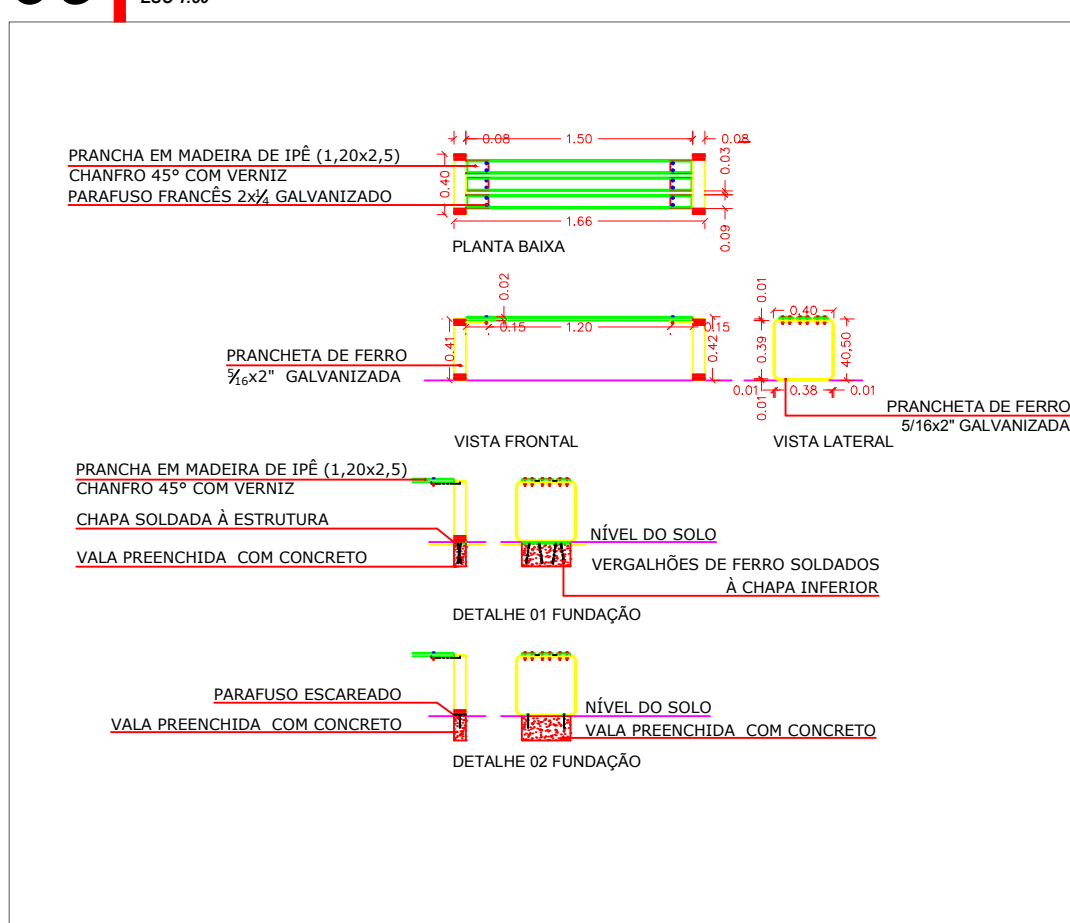 PRANCHA EM MADEIRA DE IPÊ (1,20x2,5)
CHANFRO 45° COM VERNIZ
PARAFUSO FRANCÊS 2x¼ GALVANIZADO
0.08
1.50
0.08
0.40
0.03
1.66
0.09
PLANTA BAIXA
0.02
0.15
1.20
0.15
0.41
0.42
PRANCHETA DE FERRO
5⁄16x2" GALVANIZADA
VISTA FRONTAL
0.01
0.40
0.39
40,50
0.01
0.38
0.01
0.01
PRANCHETA DE FERRO
5/16x2" GALVANIZADA
VISTA LATERAL
PRANCHA EM MADEIRA DE IPÊ (1,20x2,5)
CHANFRO 45° COM VERNIZ
CHAPA SOLDADA À ESTRUTURA
VALA PREENCHIDA COM CONCRETO
NÍVEL DO SOLO
VERGALHÕES DE FERRO SOLDADOS
À CHAPA INFERIOR
DETALHE 01 FUNDAÇÃO
PARAFUSO ESCAREADO
VALA PREENCHIDA COM CONCRETO
NÍVEL DO SOLO
VALA PREENCHIDA COM CONCRETO
DETALHE 02 FUNDAÇÃO